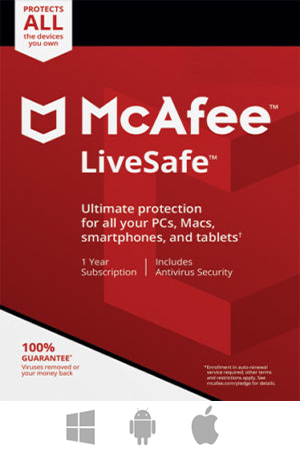 PROTECTS
ALL
the devices
you own
McAfee™
LiveSafe™
Ultimate protection
for all your PCs, Macs,
smartphones, and tablets†
1 Year
Subscription
Includes
Antivirus Security
100%
GUARANTEE*
Viruses removed or
your money back
*Enrollment in auto-renewal
service required; other terms
and restrictions apply. See
mcafee.com/pledge for details.